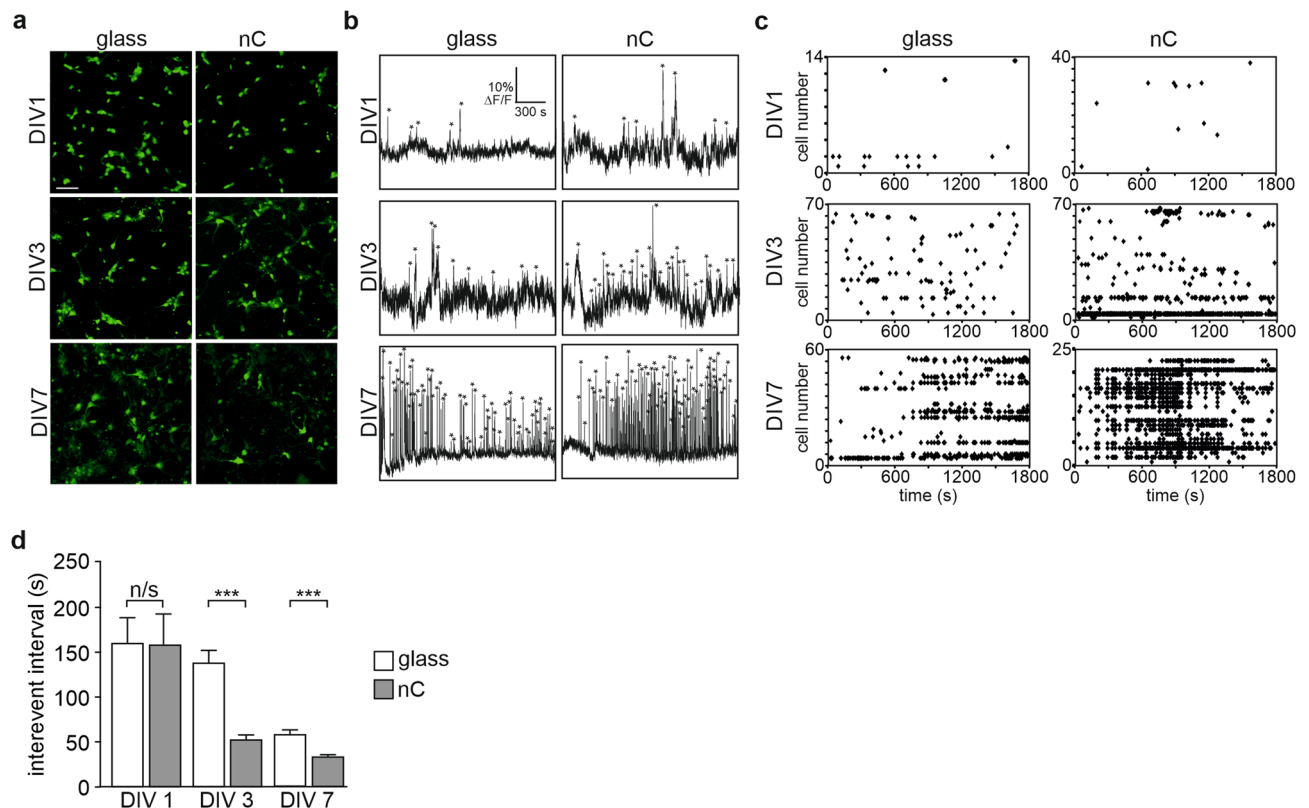 a
glass nC
DIV1
DIV3
DIV7
b
glass nC
DIV1
10%
ΔF/F
300 s
DIV3
DIV7
c
glass nC
DIV1
cell number
14
0
0 600 1200 1800
40
0
0 600 1200 1800
DIV3
cell number
70
0
0 600 1200 1800
70
0
0 600 1200 1800
DIV7
cell number
60
0
0 600 1200 1800
time (s)
25
0
0 600 1200 1800
time (s)
d
interevent interval (s)
250
200
150
100
50
0
n/s *** ***
DIV 1 DIV 3 DIV 7
glass
nC